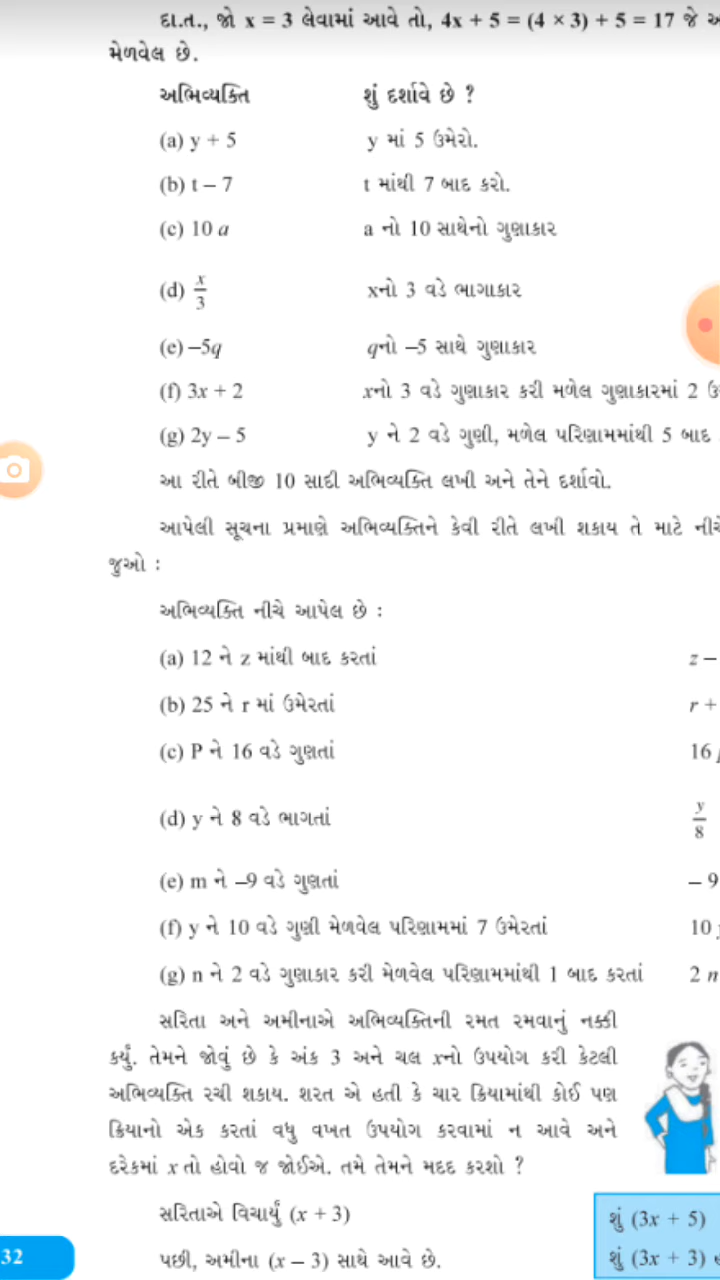 દા.ત., જો x = 3 લેવામાં આવે તો, 4x + 5 = (4 × 3) + 5 = 17 જે
મેળવેલ છે.
અભિવ્યક્તિ શું દર્શાવે છે ?
(a) y + 5 y માં 5 ઉમેરો.
(b) t – 7 t માંથી 7 બાદ કરો.
(c) 10 a a નો 10 સાથેનો ગુણાકાર
(d) x/3 xનો 3 વડે ભાગાકાર
(e) –5q qનો –5 સાથે ગુણાકાર
(f) 3x + 2 xનો 3 વડે ગુણાકાર કરી મળેલ ગુણાકારમાં 2
(g) 2y – 5 y ને 2 વડે ગુણી, મળેલ પરિણામમાંથી 5 બાદ
આ રીતે બીજી 10 સાદી અભિવ્યક્તિ લખી અને તેને દર્શાવો.
આપેલી સૂચના પ્રમાણે અભિવ્યક્તિને કેવી રીતે લખી શકાય તે માટે
જુઓ :
અભિવ્યક્તિ નીચે આપેલ છે :
(a) 12 ને z માંથી બાદ કરતાં z –
(b) 25 ને r માં ઉમેરતાં r +
(c) P ને 16 વડે ગુણતાં 16
(d) y ને 8 વડે ભાગતાં y/8
(e) m ને –9 વડે ગુણતાં – 9
(f) y ને 10 વડે ગુણી મેળવેલ પરિણામમાં 7 ઉમેરતાં 10
(g) n ને 2 વડે ગુણાકાર કરી મેળવેલ પરિણામમાંથી 1 બાદ કરતાં 2 n
સરિતા અને અમીનાએ અભિવ્યક્તિની રમત રમવાનું નક્કી
કર્યું. તેમને જોવું છે કે અંક 3 અને ચલ xનો ઉપયોગ કરી કેટલી
અભિવ્યક્તિ રચી શકાય. શરત એ હતી કે ચાર ક્રિયામાંથી કોઈ પણ
ક્રિયાનો એક કરતાં વધુ વખત ઉપયોગ કરવામાં ન આવે અને
દરેકમાં x તો હોવો જ જોઈએ. તમે તેમને મદદ કરશો ?
સરિતાએ વિચાર્યું (x + 3)
પછી, અમીના (x – 3) સાથે આવે છે.
શું (3x + 5)
શું (3x + 3)
32